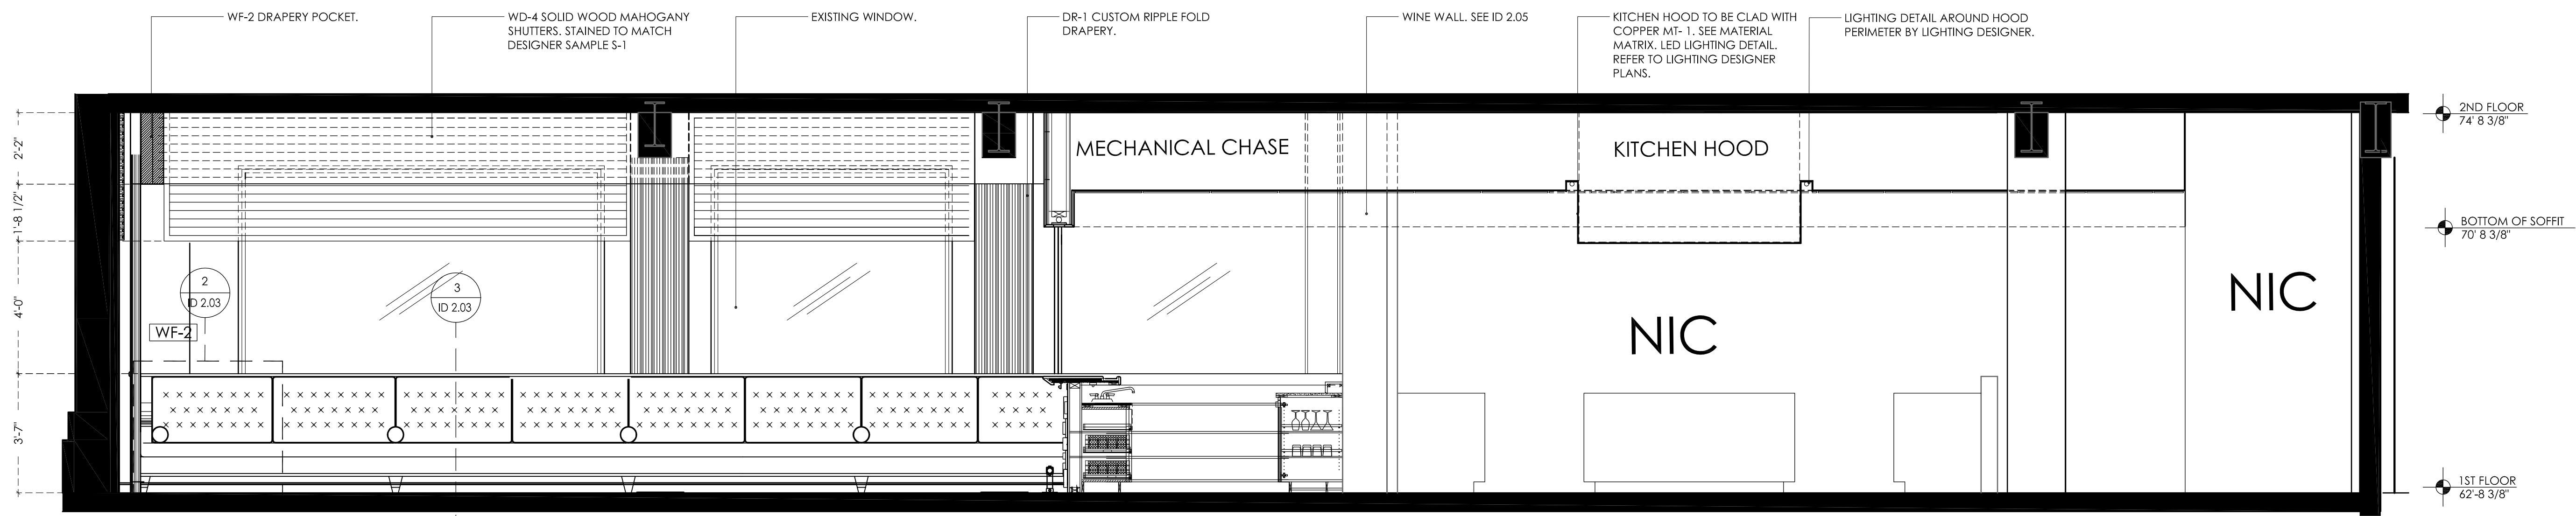 WF-2 DRAPERY POCKET.
WD-4 SOLID WOOD MAHOGANY
SHUTTERS. STAINED TO MATCH
DESIGNER SAMPLE S-1
EXISTING WINDOW.
DR-1 CUSTOM RIPPLE FOLD
DRAPERY.
WINE WALL. SEE ID 2.05
KITCHEN HOOD TO BE CLAD WITH
COPPER MT- 1. SEE MATERIAL
MATRIX. LED LIGHTING DETAIL.
REFER TO LIGHTING DESIGNER
PLANS.
LIGHTING DETAIL AROUND HOOD
PERIMETER BY LIGHTING DESIGNER.
2ND FLOOR
74' 8 3/8"
2'-2"
MECHANICAL CHASE
KITCHEN HOOD
1'-8 1/2"
BOTTOM OF SOFFIT
70' 8 3/8"
4'-0"
2
ID 2.03
3
ID 2.03
WF-2
NIC
NIC
3'-7"
1ST FLOOR
62'-8 3/8"